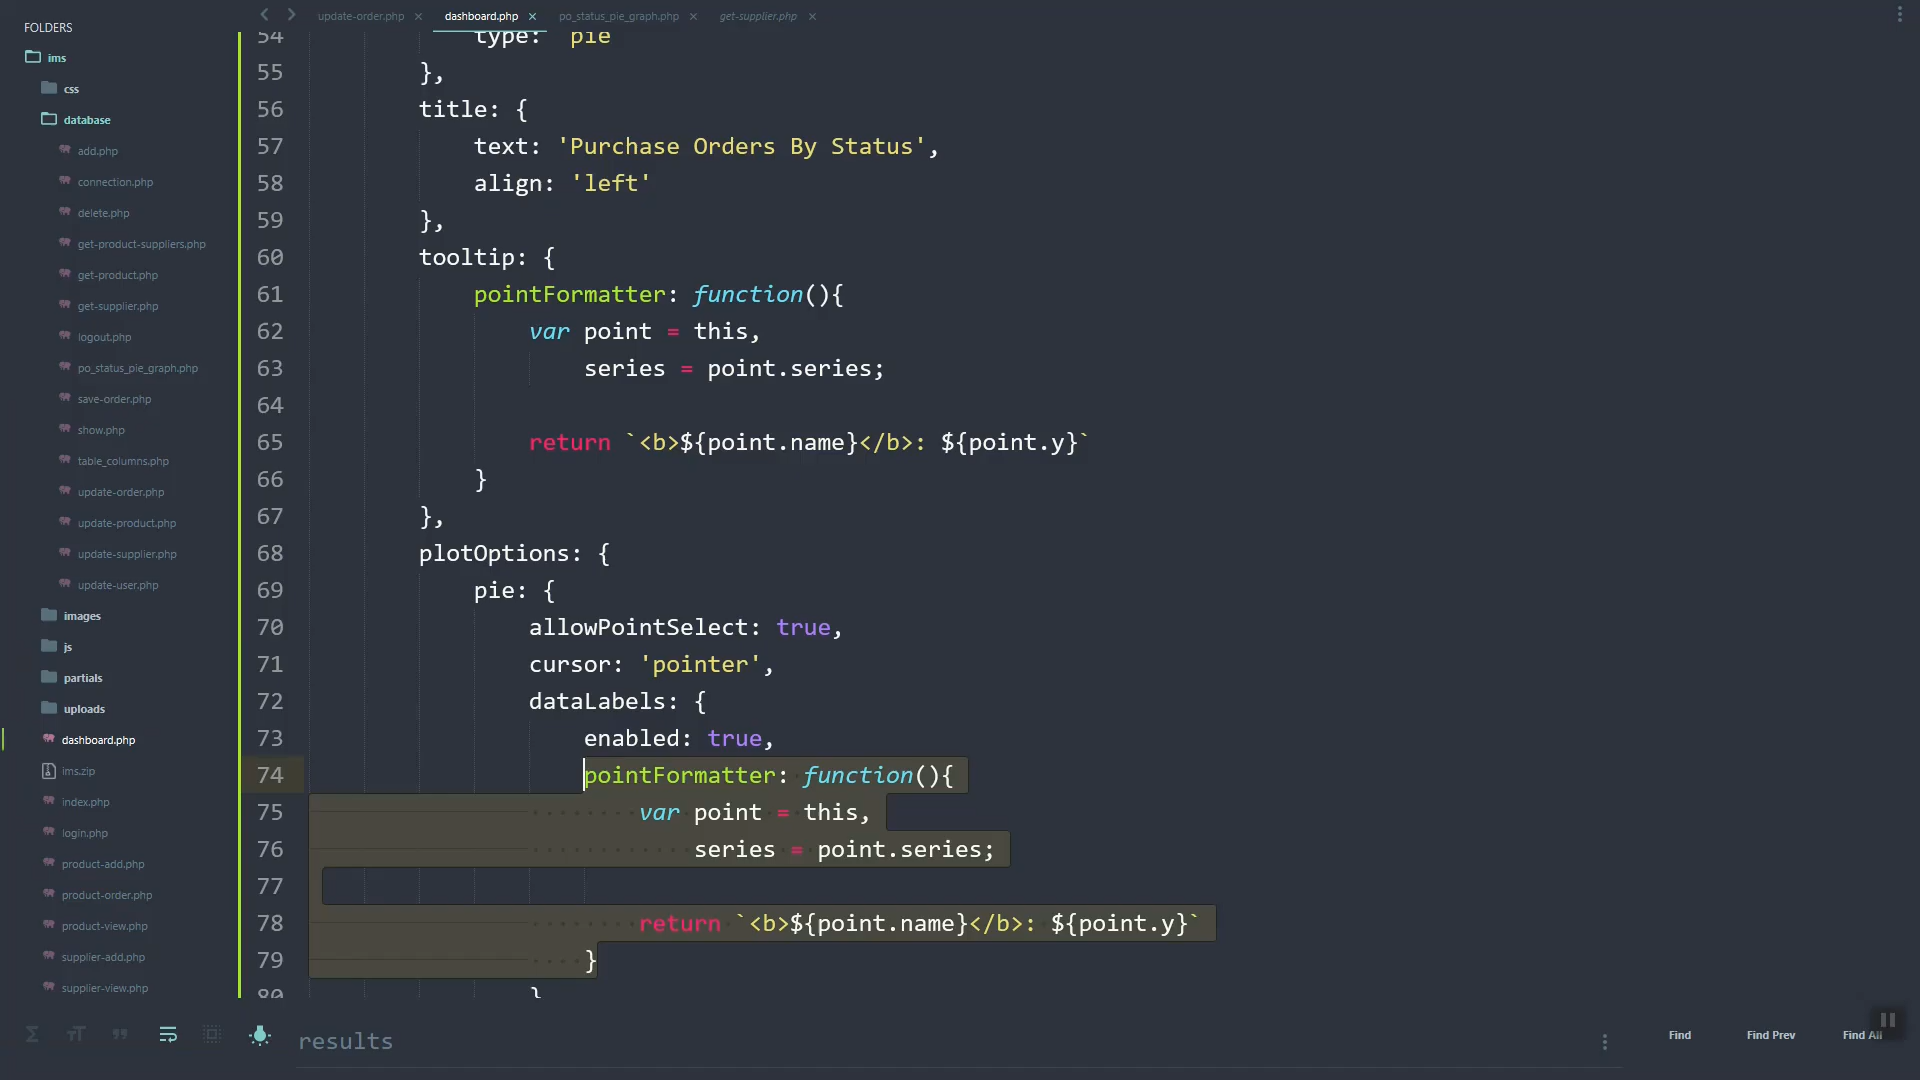 FOLDERS
ims
css
database
add.php
connection.php
delete.php
get-product-suppliers.php
get-product.php
get-supplier.php
logout.php
po_status_pie_graph.php
save-order.php
show.php
table_columns.php
update-order.php
update-product.php
update-supplier.php
update-user.php
images
js
partials
uploads
dashboard.php
ims.zip
index.php
login.php
product-add.php
product-order.php
product-view.php
supplier-add.php
supplier-view.php
update-order.php × dashboard.php × po_status_pie_graph.php × get-supplier.php ×
54 type: 'pie'
55 },
56 title: {
57 text: 'Purchase Orders By Status',
58 align: 'left'
59 },
60 tooltip: {
61 pointFormatter: function(){
62 var point = this,
63 series = point.series;
64
65 return `<b>${point.name}</b>: ${point.y}`
66 }
67 },
68 plotOptions: {
69 pie: {
70 allowPointSelect: true,
71 cursor: 'pointer',
72 dataLabels: {
73 enabled: true,
74 pointFormatter: function(){
75 var point = this,
76 series = point.series;
77
78 return `<b>${point.name}</b>: ${point.y}`
79 }
80 }
results
Find Find Prev Find All